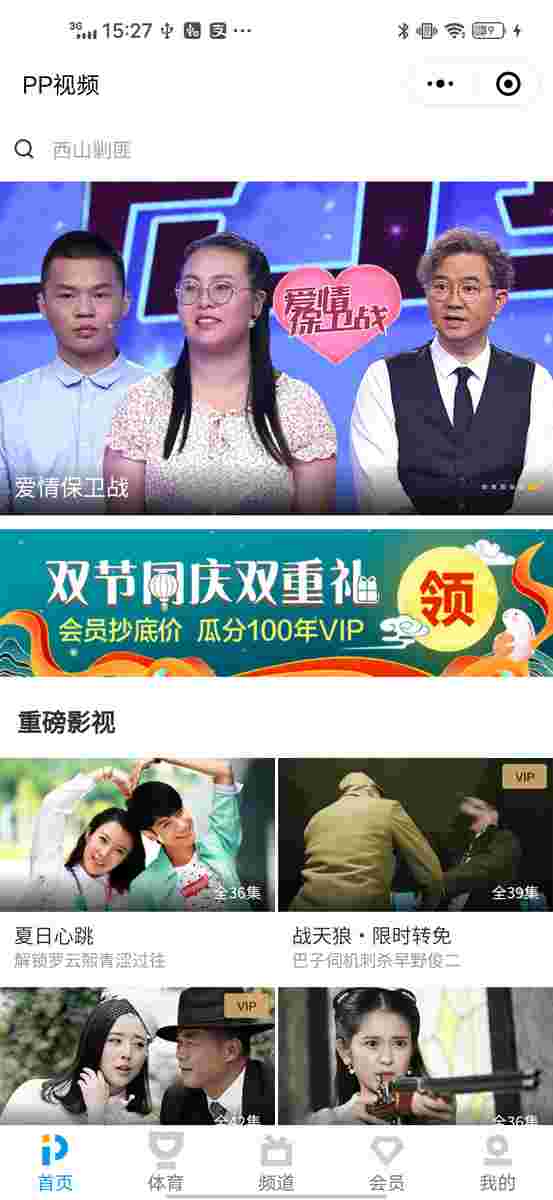 3G 15:27
PP视频
西山剿匪
爱情
保卫战
爱情保卫战
双节同庆双重礼
领
会员抄底价 瓜分100年VIP
重磅影视
VIP
全36集
全39集
夏日心跳
战天狼·限时转免
解锁罗云熙青涩过往
巴子伺机刺杀早野俊二
VIP
全42集
全36集
首页
体育
频道
会员
我的